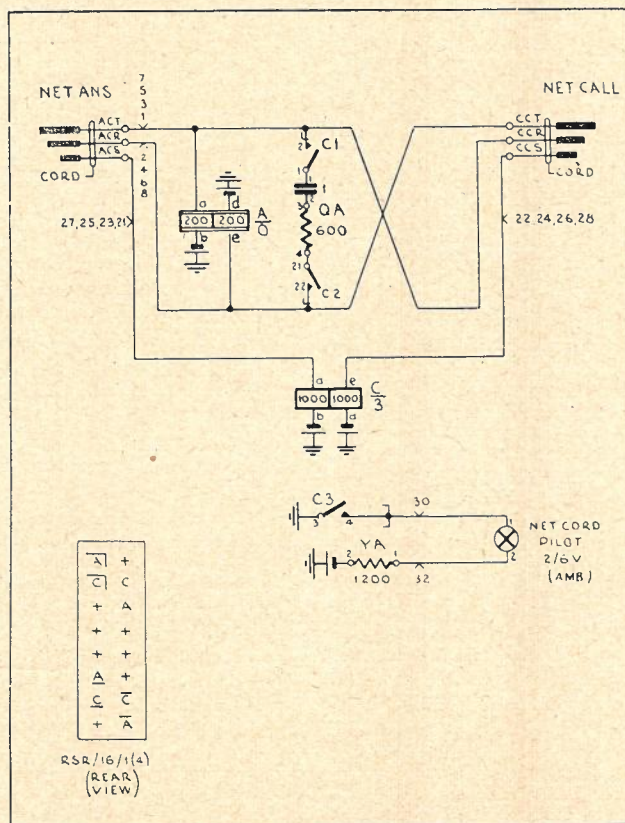 NET ANS
7
5
3
1
ACT
ACR
ACS
2
4
6
8
CORD
27,25,23,21
NET CALL
CCT
CCR
CCS
CORD
22,24,26,28
2 C1
1
1
2
3 QA
600
4
21
22 C2
a d
200 200 A
b e 0
a e
1000 1000 C
b d 3
C3
3 4
30
YA
2 1
1200
32
1
2
NET CORD
PILOT
2/6V
(AMB)
A +
C C
+ A
+ +
+ +
A +
C C
+ A
RSR/16/1(4)
(REAR
VIEW)